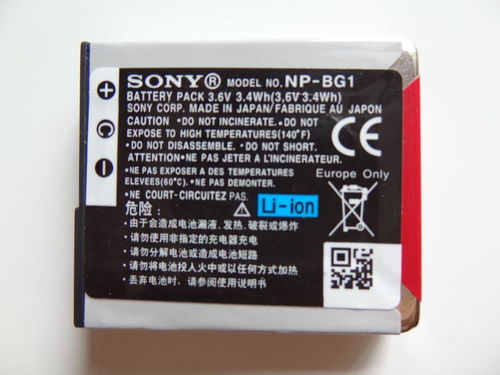 SONY® MODEL NO. NP-BG1
BATTERY PACK 3.6V 3.4Wh(3,6V 3.4Wh)
SONY CORP. MADE IN JAPAN/FABRIQUE AU JAPON
CAUTION •DO NOT INCINERATE.
•DO NOT EXPOSE TO HIGH TEMPERATURE(140°F)
•DO NOT DISASSEMBLE.•DO NOT SHORT-CIRCUIT.
ATTENTION •NE PAS JETER A L'INCINERATION.
•NE PAS EXPOSER A DES TEMPERATURES
ELEVEES(60°C).•NE PAS DEMONTER.
•NE COURT-CIRCUITEZ PAS.
CE
Europe Only
+
C
-
危险: ⚠ Li-ion
•由于会造成电池漏液、发热、破裂或爆炸
•请勿使用非指定的充电器充电
•请勿分解电池或造成电池短路
•请勿将电池投入火中或以任何方式加热
•丢弃本电池时,请参阅使用说明书